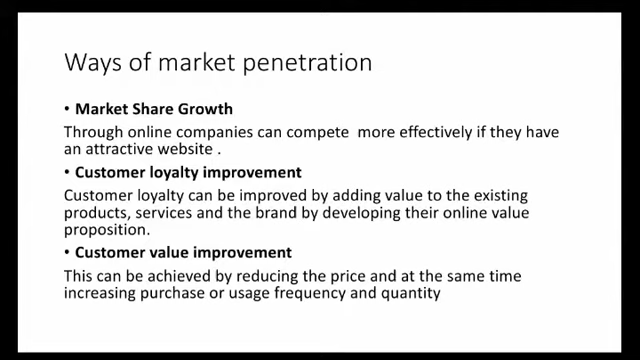 Ways of market penetration
• Market Share Growth
Through online companies can compete more effectively if they have
an attractive website .
• Customer loyalty improvement
Customer loyalty can be improved by adding value to the existing
products, services and the brand by developing their online value
proposition.
• Customer value improvement
This can be achieved by reducing the price and at the same time
increasing purchase or usage frequency and quantity